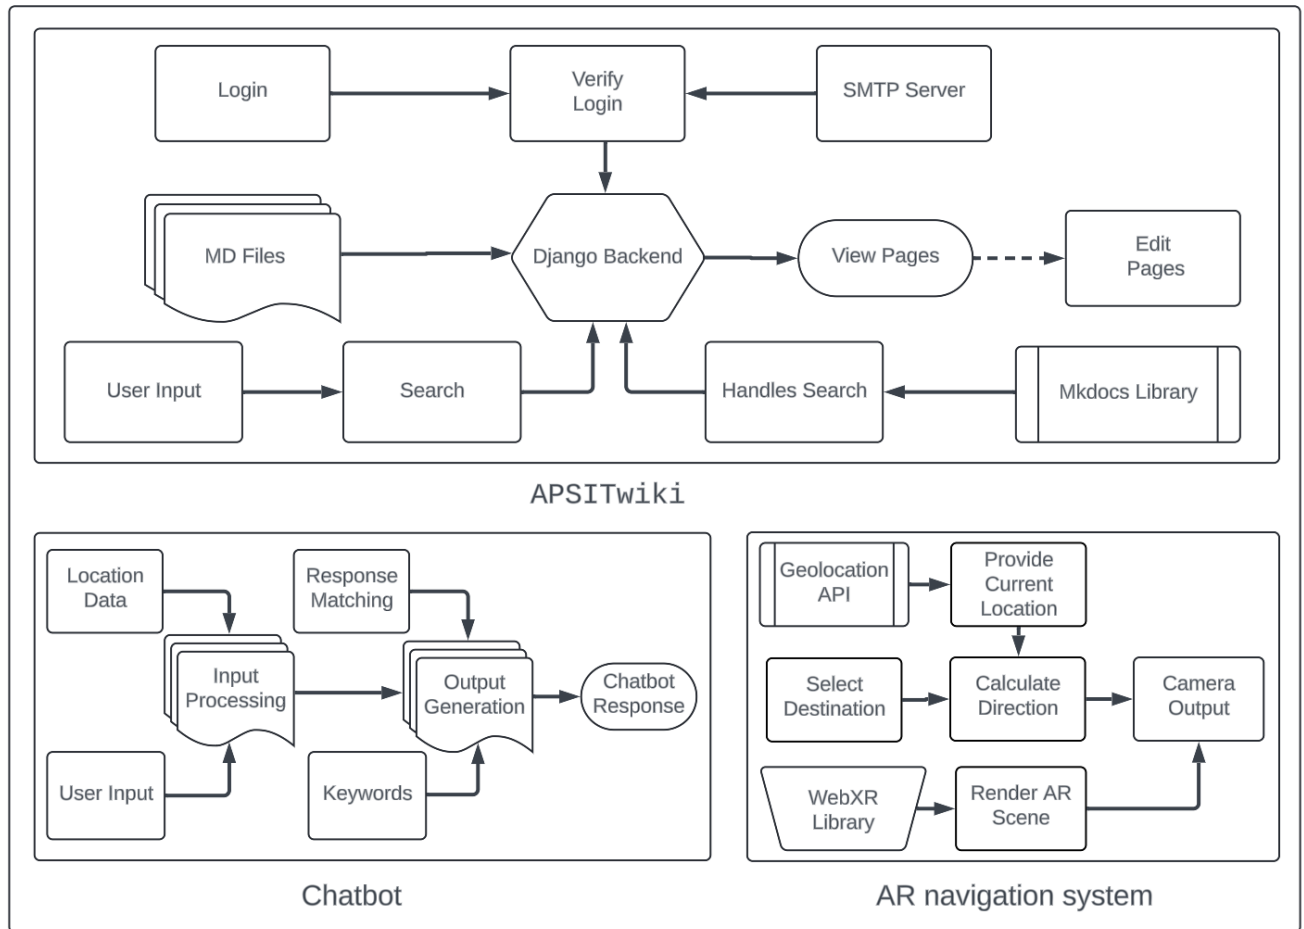 Login
Verify
Login
SMTP Server
MD Files
Django Backend
View Pages
Edit
Pages
User Input
Search
Handles Search
Mkdocs Library
APSITwiki
Location
Data
Response
Matching
Input
Processing
Output
Generation
Chatbot
Response
User Input
Keywords
Chatbot
Geolocation
API
Provide
Current
Location
Select
Destination
Calculate
Direction
Camera
Output
WebXR
Library
Render AR
Scene
AR navigation system